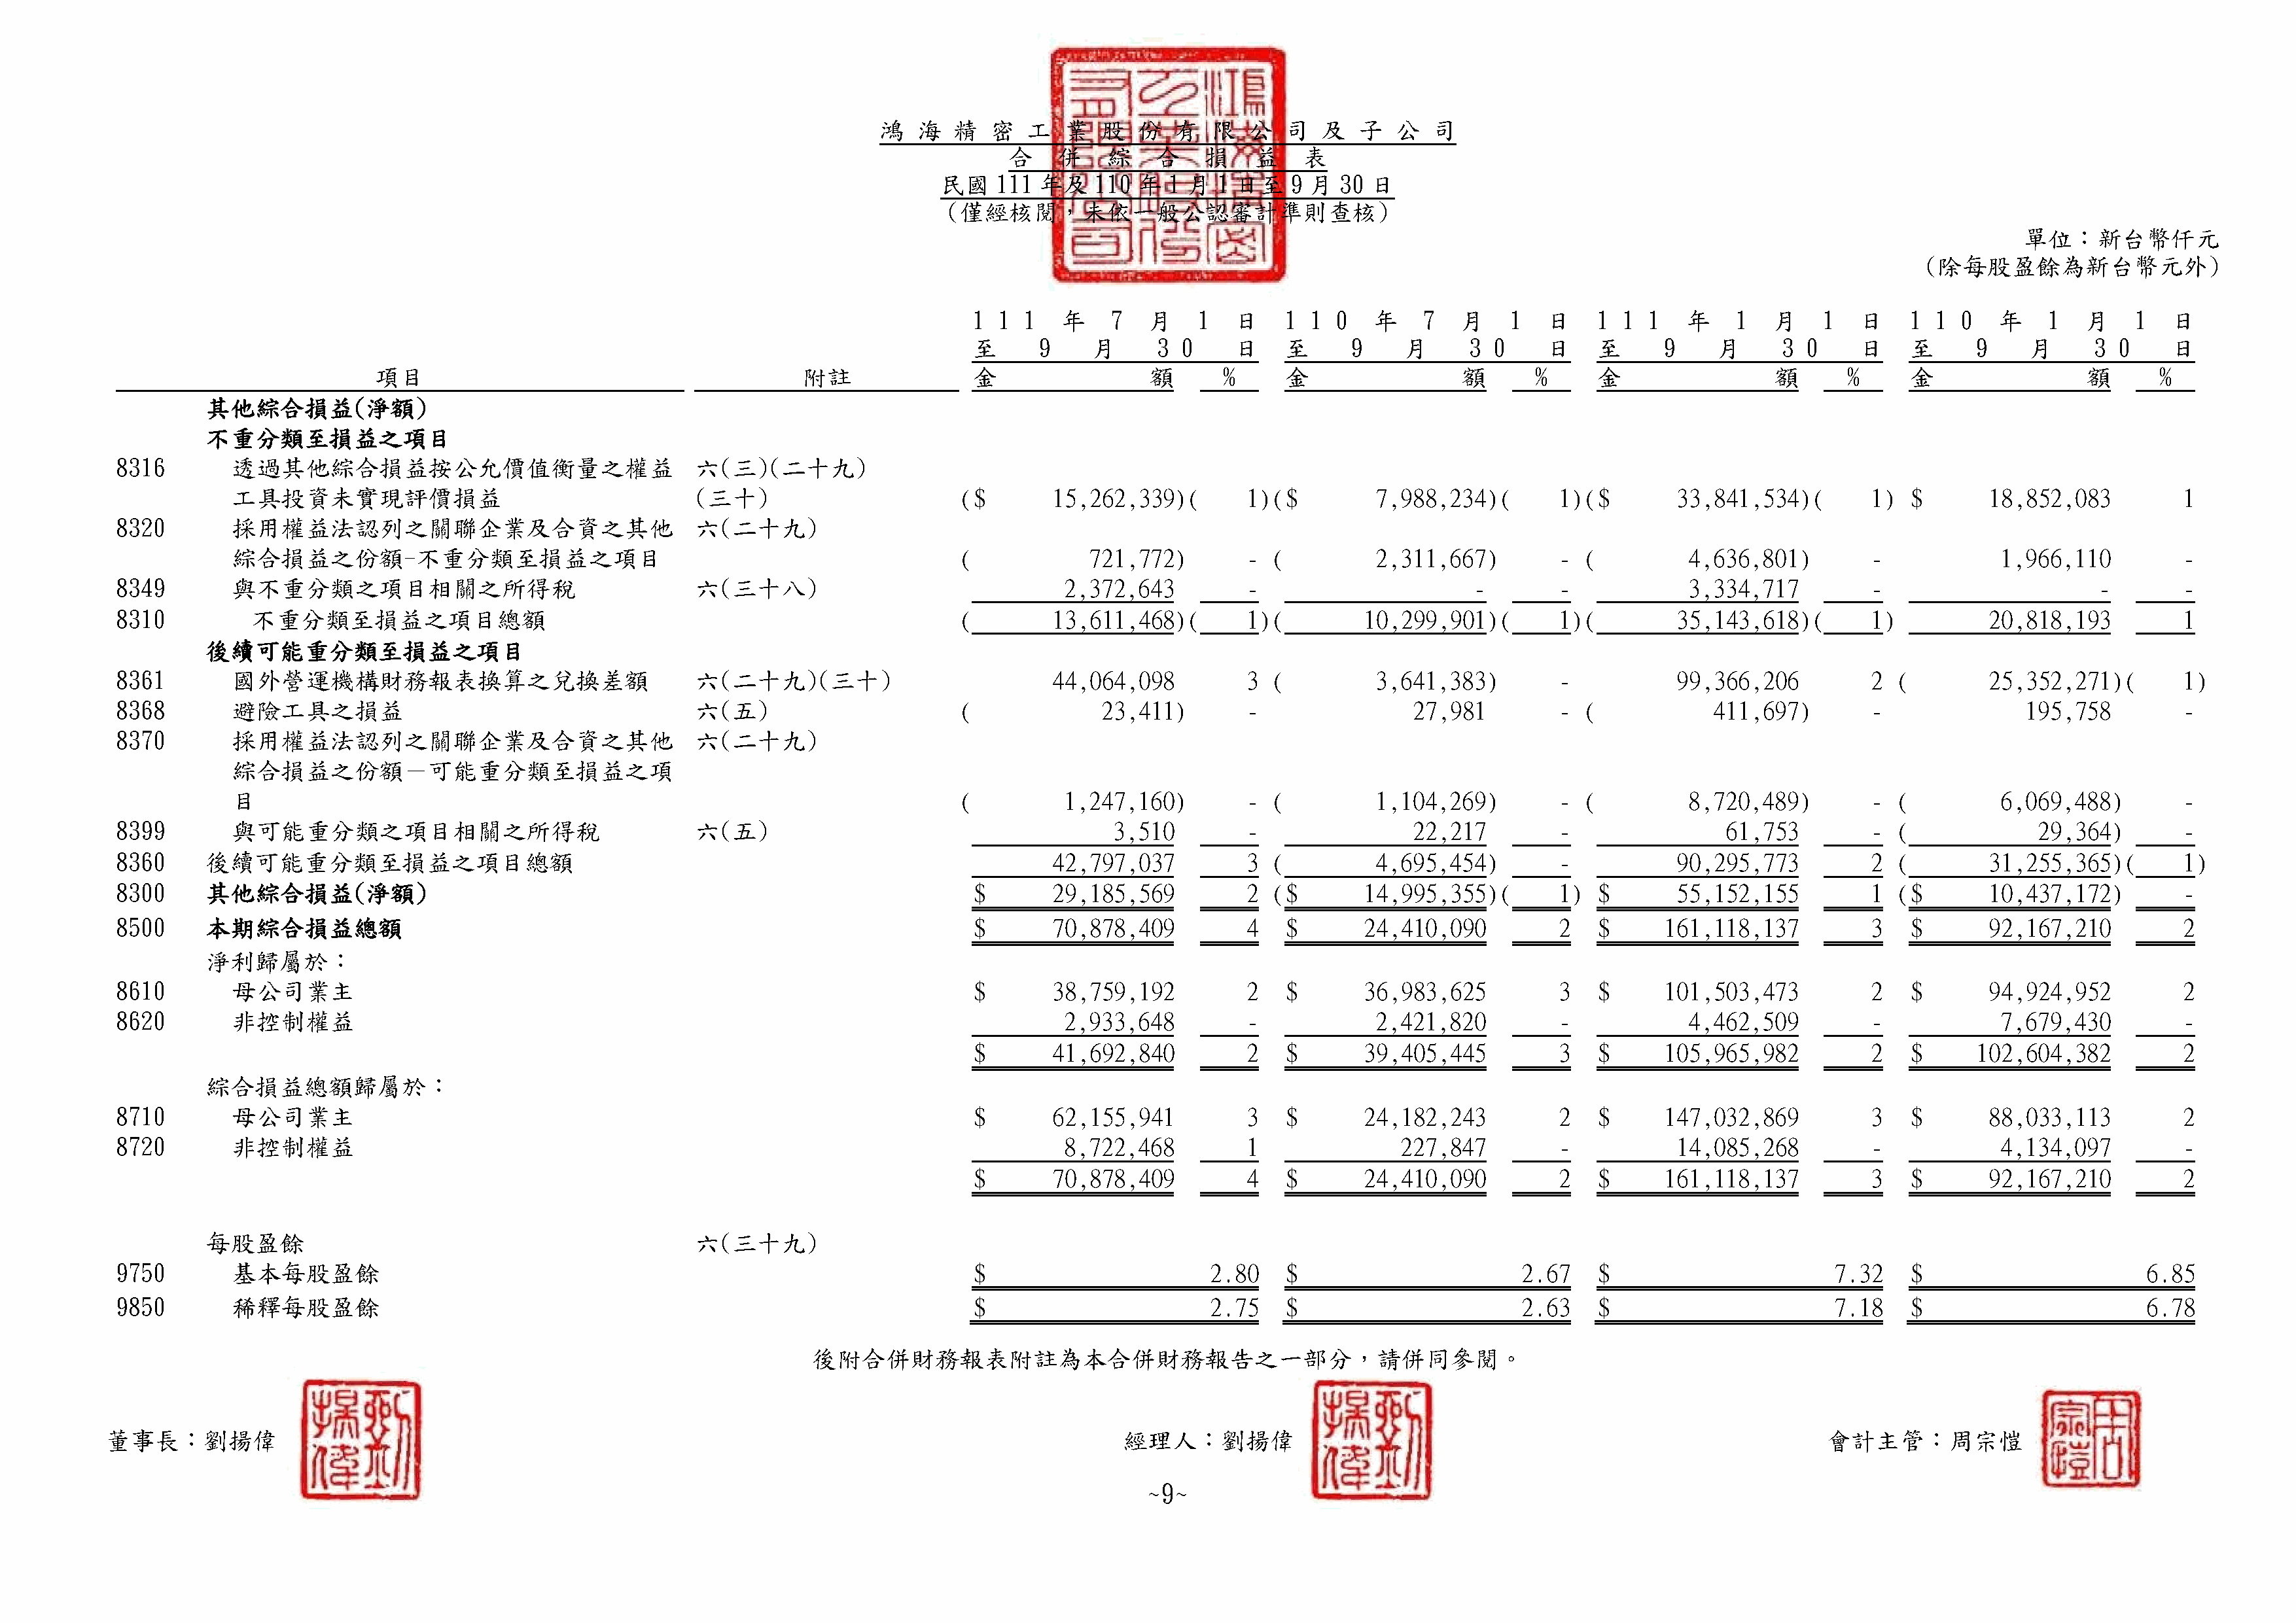 鴻海精密工業股份有限公司及子公司
合併綜合損益表
民國 111 年及 110 年 1 月 1 日至 9 月 30 日
（僅經核閱，未依一般公認審計準則查核）
單位：新台幣仟元
（除每股盈餘為新台幣元外）
111 年 7 月 1 日 110 年 7 月 1 日 111 年 1 月 1 日 110 年 1 月 1 日
至 9 月 30 日 至 9 月 30 日 至 9 月 30 日 至 9 月 30 日
項目 附註 金額 % 金額 % 金額 % 金額 %
其他綜合損益(淨額)
不重分類至損益之項目
8316 透過其他綜合損益按公允價值衡量之權益 六(三)(二十九)
工具投資未實現評價損益 (三十) ($ 15,262,339)( 1)($ 7,988,234)( 1)($ 33,841,534)( 1) $ 18,852,083 1
8320 採用權益法認列之關聯企業及合資之其他 六(二十九)
綜合損益之份額-不重分類至損益之項目 ( 721,772) - ( 2,311,667) - ( 4,636,801) - 1,966,110 -
8349 與不重分類之項目相關之所得稅 六(三十八) 2,372,643 - - - 3,334,717 - - -
8310 不重分類至損益之項目總額 ( 13,611,468)( 1)( 10,299,901)( 1)( 35,143,618)( 1) 20,818,193 1
後續可能重分類至損益之項目
8361 國外營運機構財務報表換算之兌換差額 六(二十九)(三十) 44,064,098 3 ( 3,641,383) - 99,366,206 2 ( 25,352,271)( 1)
8368 避險工具之損益 六(五) ( 23,411) - 27,981 - ( 411,697) - 195,758 -
8370 採用權益法認列之關聯企業及合資之其他 六(二十九)
綜合損益之份額－可能重分類至損益之項
目 ( 1,247,160) - ( 1,104,269) - ( 8,720,489) - ( 6,069,488) -
8399 與可能重分類之項目相關之所得稅 六(五) 3,510 - 22,217 - 61,753 - ( 29,364) -
8360 後續可能重分類至損益之項目總額 42,797,037 3 ( 4,695,454) - 90,295,773 2 ( 31,255,365)( 1)
8300 其他綜合損益(淨額) $ 29,185,569 2 ($ 14,995,355)( 1) $ 55,152,155 1 ($ 10,437,172) -
8500 本期綜合損益總額 $ 70,878,409 4 $ 24,410,090 2 $ 161,118,137 3 $ 92,167,210 2
淨利歸屬於：
8610 母公司業主 $ 38,759,192 2 $ 36,983,625 3 $ 101,503,473 2 $ 94,924,952 2
8620 非控制權益 2,933,648 - 2,421,820 - 4,462,509 - 7,679,430 -
$ 41,692,840 2 $ 39,405,445 3 $ 105,965,982 2 $ 102,604,382 2
綜合損益總額歸屬於：
8710 母公司業主 $ 62,155,941 3 $ 24,182,243 2 $ 147,032,869 3 $ 88,033,113 2
8720 非控制權益 8,722,468 1 227,847 - 14,085,268 - 4,134,097 -
$ 70,878,409 4 $ 24,410,090 2 $ 161,118,137 3 $ 92,167,210 2
每股盈餘 六(三十九)
9750 基本每股盈餘 $ 2.80 $ 2.67 $ 7.32 $ 6.85
9850 稀釋每股盈餘 $ 2.75 $ 2.63 $ 7.18 $ 6.78
後附合併財務報表附註為本合併財務報告之一部分，請併同參閱。
董事長：劉揚偉 經理人：劉揚偉 會計主管：周宗愷
~9~